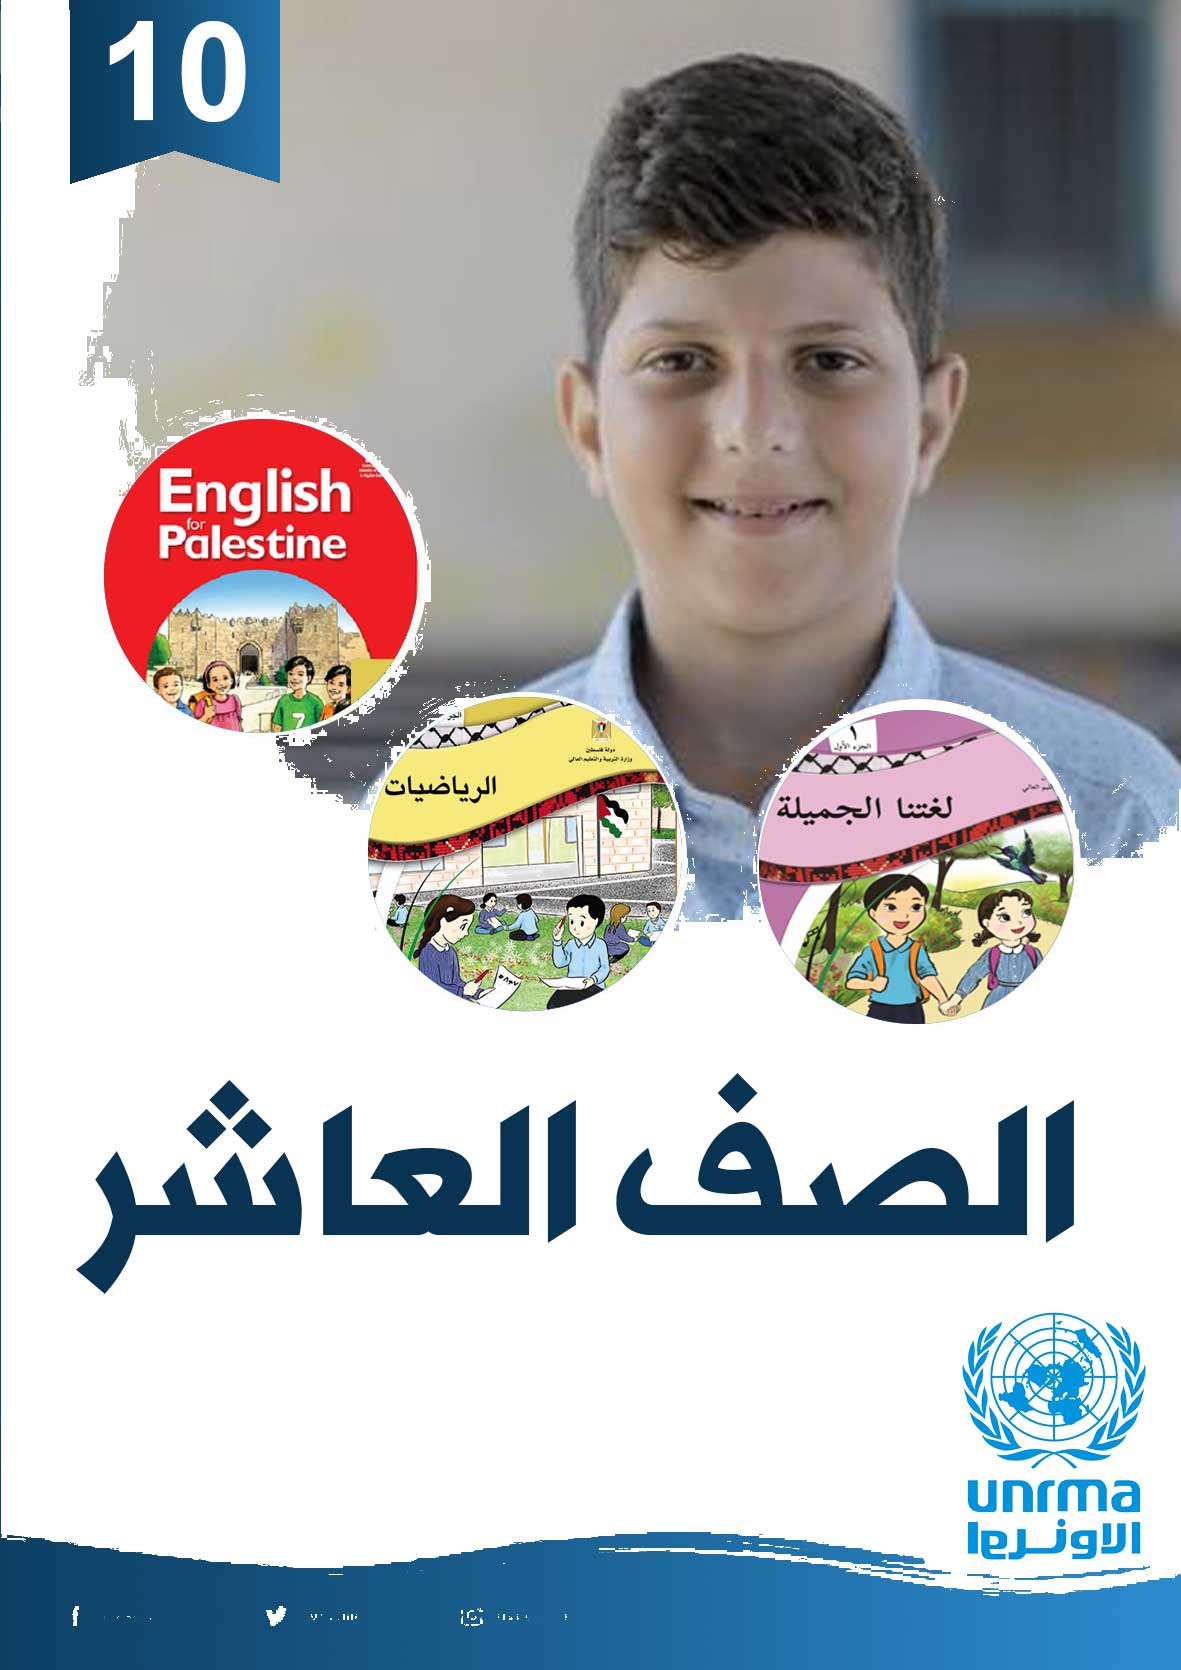 10
English
for
Palestine
7
الجزء الأول
١
دولة فلسطين
وزارة التربية والتعليم العالي
الرياضيات
لغتنا الجميلة
الصف العاشر
unrwa
الاونروا